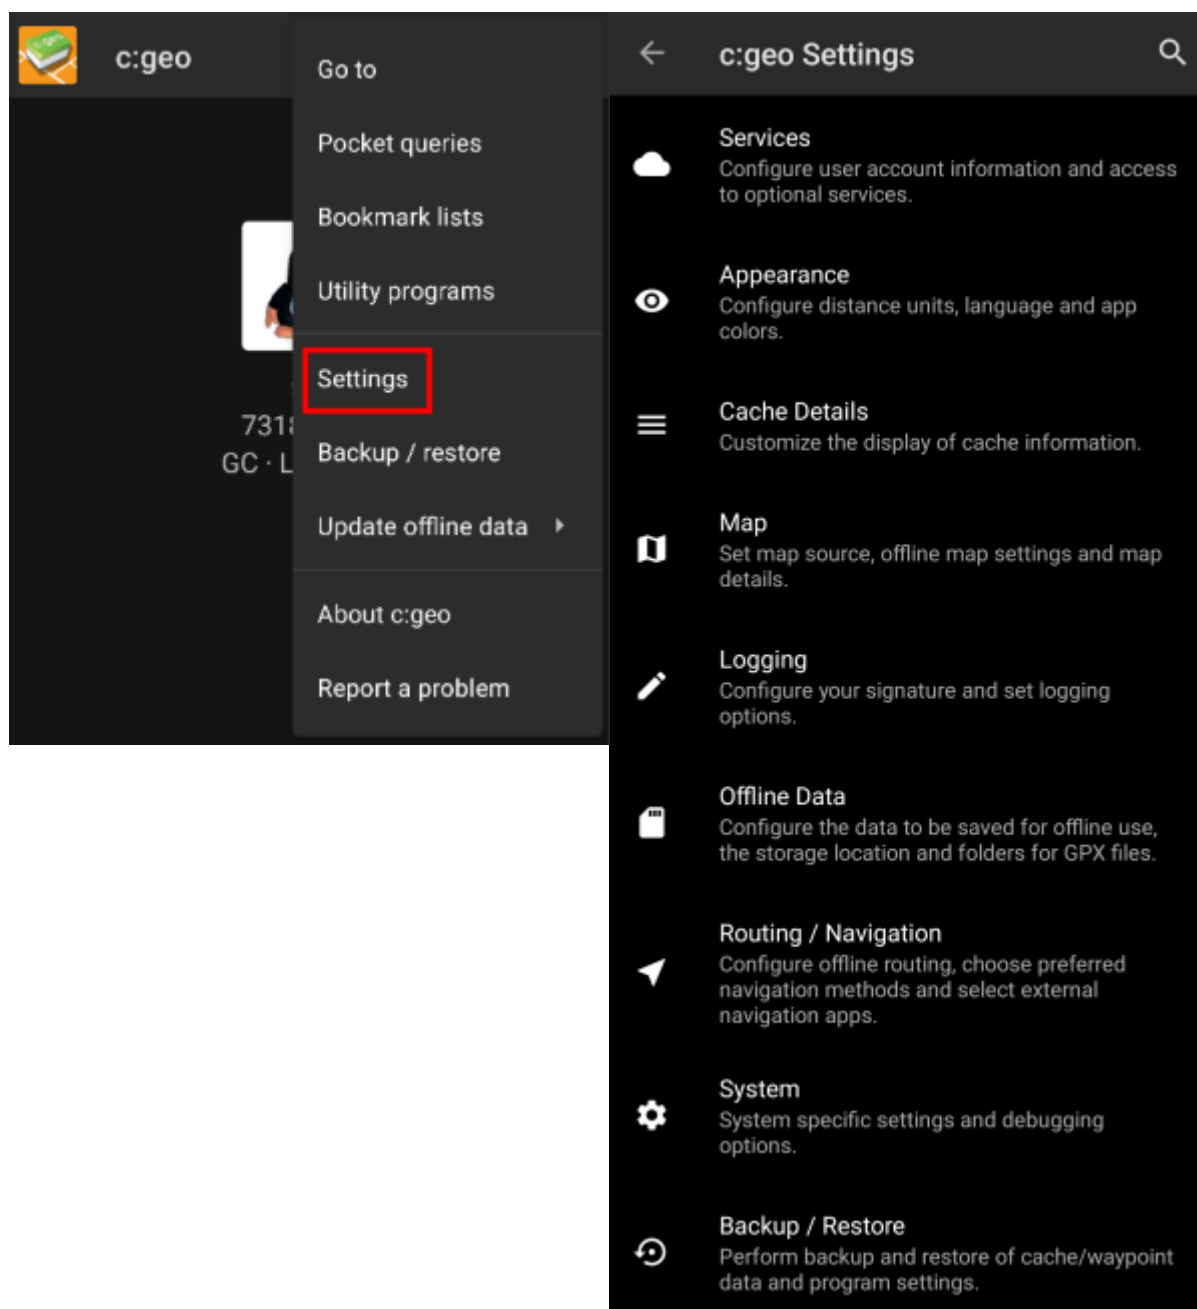 c:geo
Go to
Pocket queries
Bookmark lists
Utility programs
Settings
7318
GC · L
Backup / restore
Update offline data
About c:geo
Report a problem
c:geo Settings
Services
Configure user account information and access
to optional services.
Appearance
Configure distance units, language and app
colors.
Cache Details
Customize the display of cache information.
Map
Set map source, offline map settings and map
details.
Logging
Configure your signature and set logging
options.
Offline Data
Configure the data to be saved for offline use,
the storage location and folders for GPX files.
Routing / Navigation
Configure offline routing, choose preferred
navigation methods and select external
navigation apps.
System
System specific settings and debugging
options.
Backup / Restore
Perform backup and restore of cache/waypoint
data and program settings.